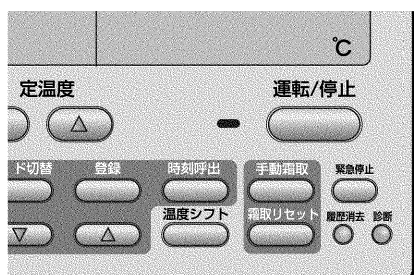 ℃
定温度
運転/停止
△
ド切替
登録
時刻呼出
手動霜取
緊急停止
温度シフト
霜取リセット
履歴消去
診断
▽
△